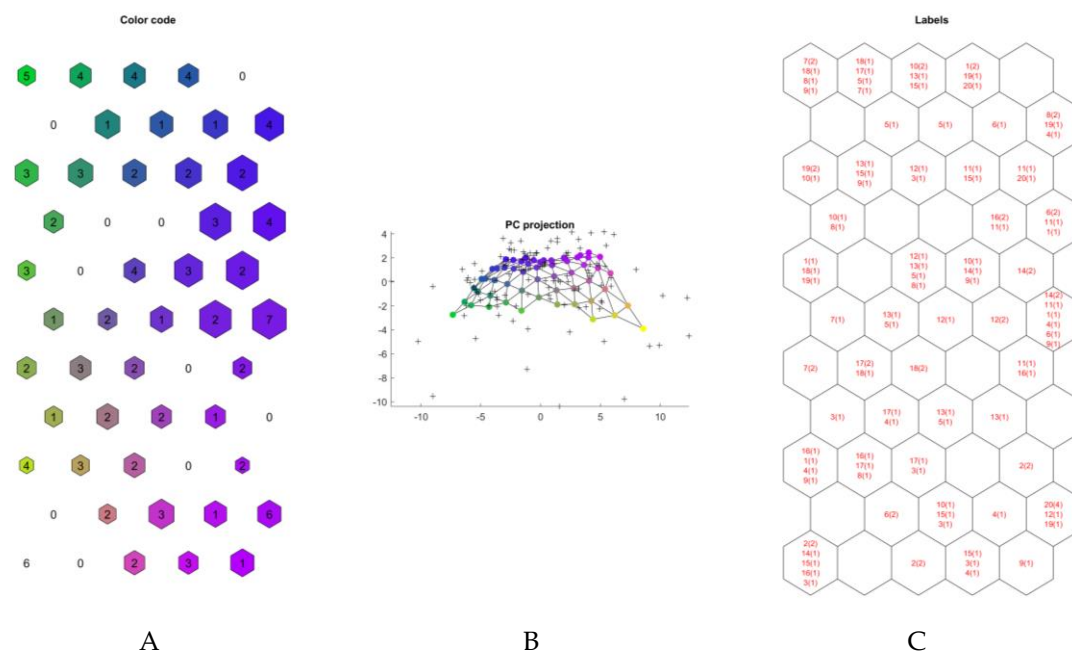 Color code
5 4 4 4 0
0 1 1 1 4
3 3 2 2 2
2 0 0 3 4
3 0 4 3 2
1 2 1 2 7
2 3 2 0 2
1 2 2 1 0
4 3 2 0 2
0 2 3 1 6
6 0 2 3 1
A
PC projection
4
2
0
-2
-4
-6
-8
-10
-10 -5 0 5 10
B
Labels
7(2) 18(1) 10(2) 1(2)
18(1) 17(1) 13(1) 19(1)
8(1) 5(1) 15(1) 20(1)
9(1) 7(1)
5(1) 5(1) 6(1) 8(2)
19(1)
4(1)
19(2) 13(1) 12(1) 11(1) 11(1)
10(1) 15(1) 3(1) 15(1) 20(1)
9(1)
10(1) 16(2) 6(2)
8(1) 11(1) 11(1)
1(1)
1(1) 12(1) 10(1) 14(2)
18(1) 13(1) 14(1)
19(1) 5(1) 9(1)
8(1)
7(1) 13(1) 12(1) 12(2) 14(2)
5(1) 11(1)
1(1)
4(1)
6(1)
9(1)
7(2) 17(2) 18(2) 11(1)
18(1) 16(1)
3(1) 17(1) 13(1) 13(1)
4(1) 5(1)
16(1) 16(1) 17(1) 2(2)
1(1) 17(1) 3(1)
4(1) 6(1)
9(1)
6(2) 10(1) 4(1) 20(4)
15(1) 12(1)
3(1) 19(1)
2(2) 2(2) 15(1) 9(1)
14(1) 3(1)
15(1) 4(1)
16(1)
3(1)
C